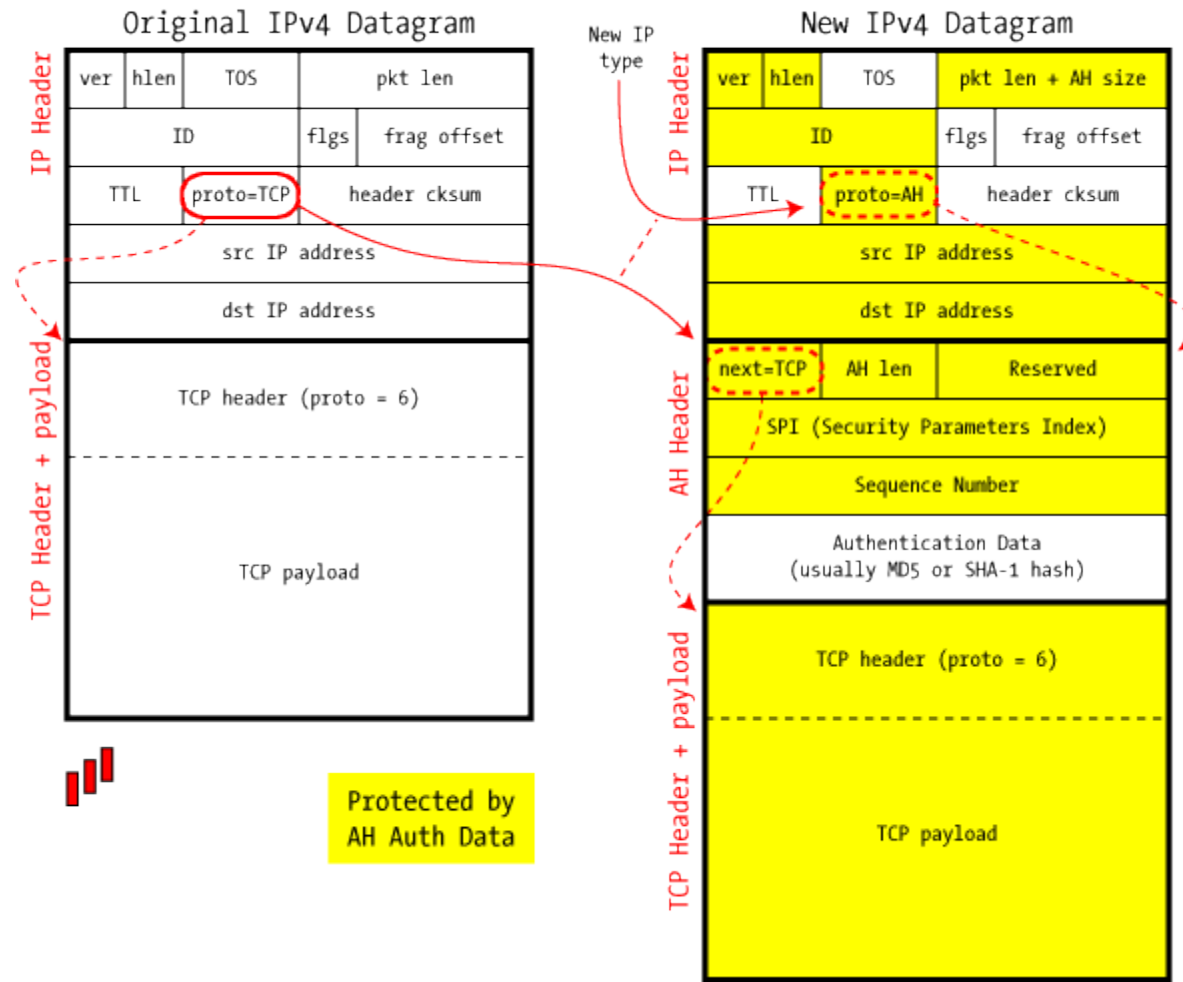 Original IPv4 Datagram
IP Header
ver hlen TOS pkt len
ID flgs frag offset
TTL proto=TCP header cksum
src IP address
dst IP address
TCP Header + payload
TCP header (proto = 6)
TCP payload
Protected by
AH Auth Data
New IP
type
New IPv4 Datagram
IP Header
ver hlen TOS pkt len + AH size
ID flgs frag offset
TTL proto=AH header cksum
src IP address
dst IP address
AH Header
next=TCP AH len Reserved
SPI (Security Parameters Index)
Sequence Number
Authentication Data
(usually MD5 or SHA-1 hash)
TCP Header + payload
TCP header (proto = 6)
TCP payload